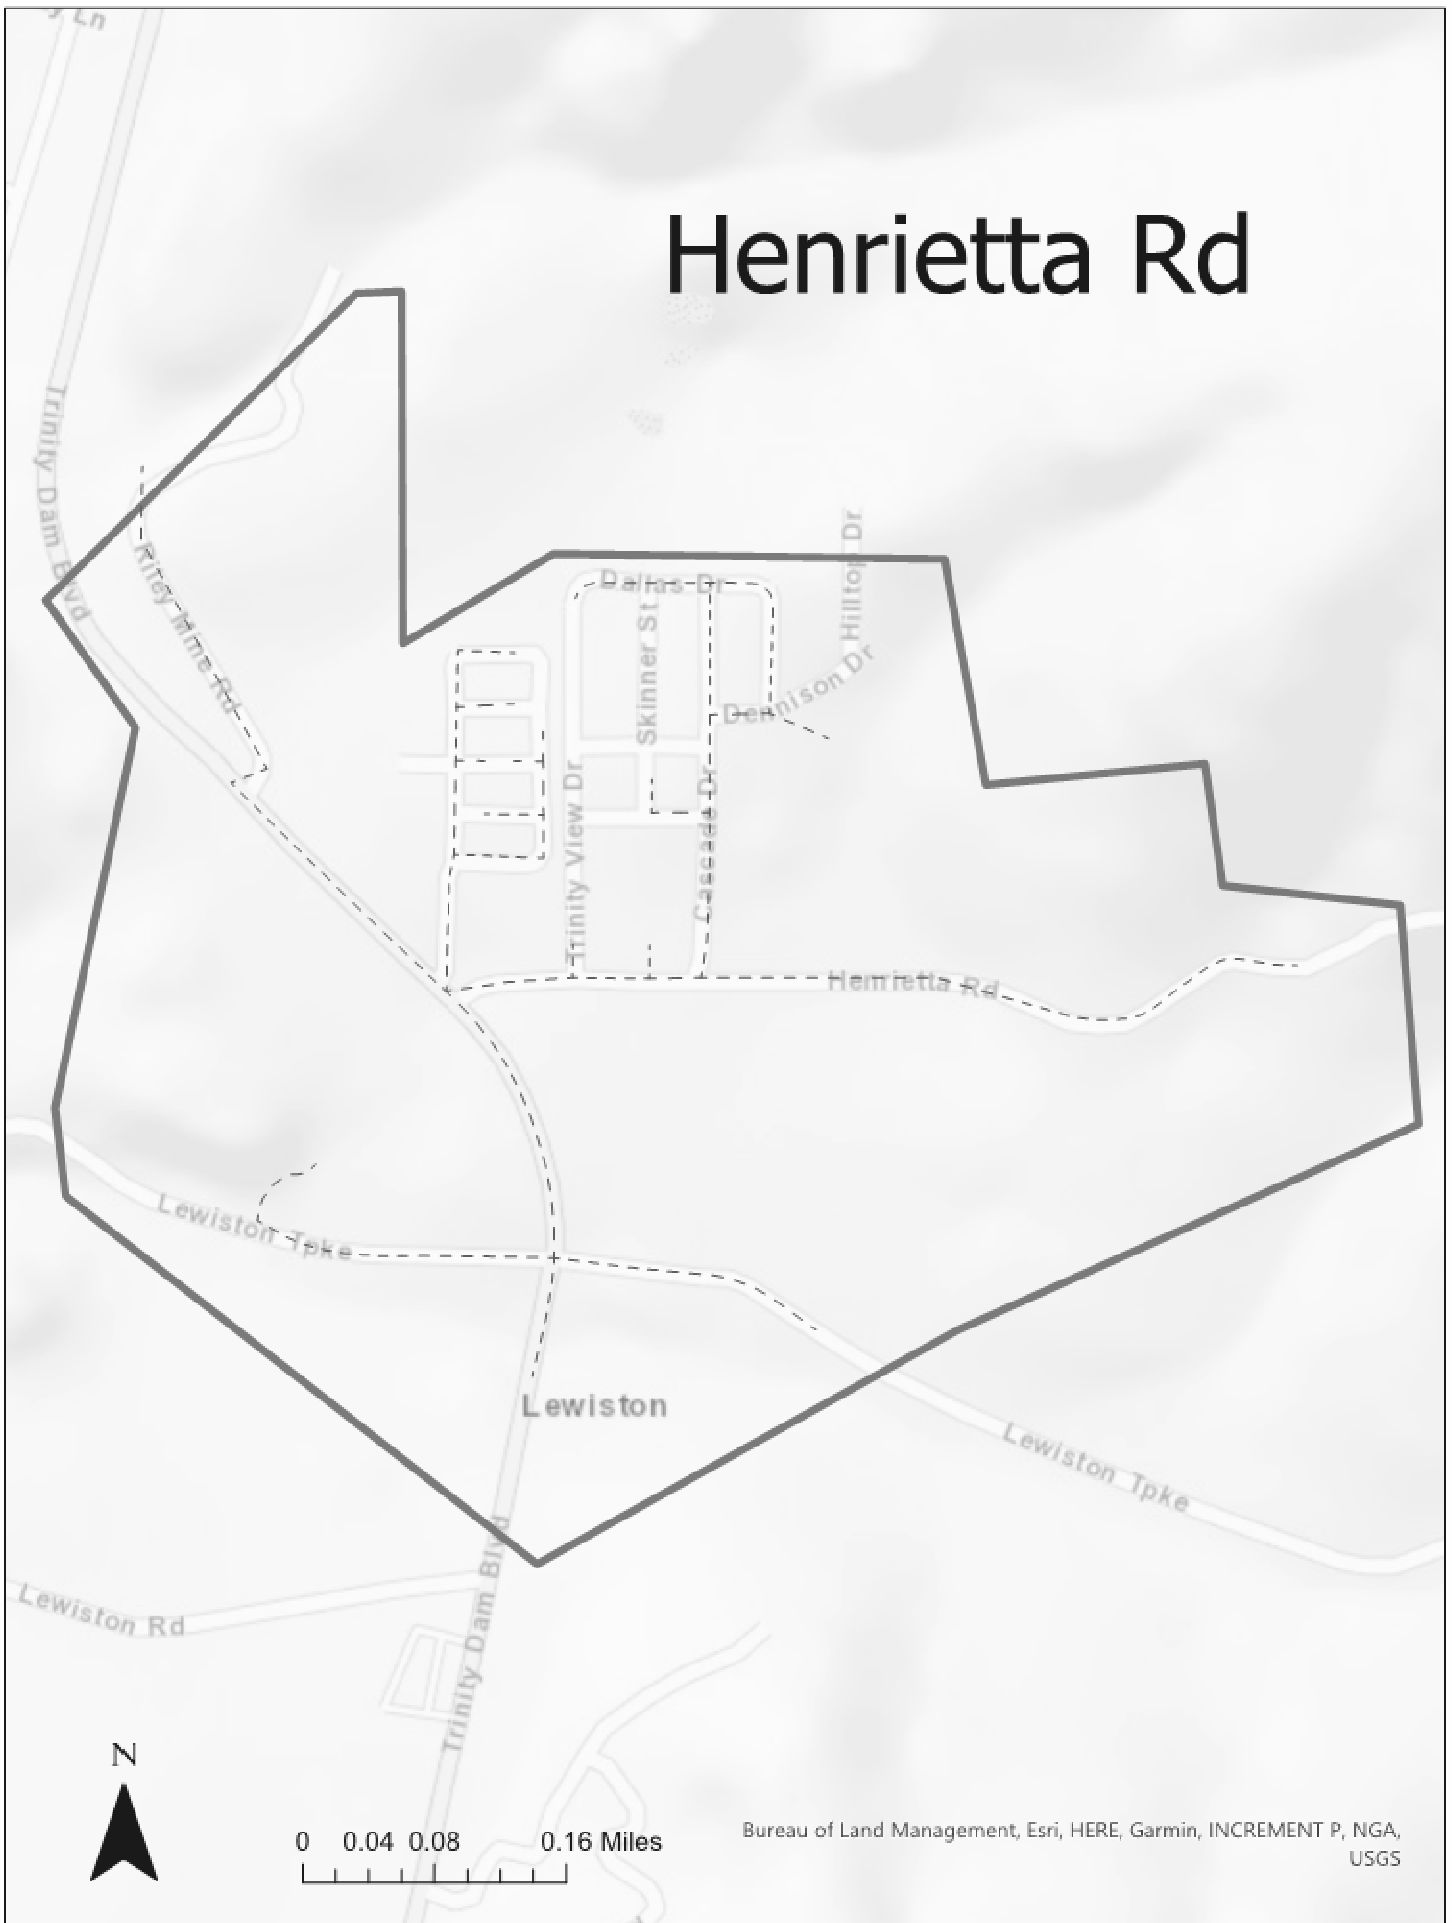 Ln
Henrietta Rd
Trinity Dam Blvd
Riley Mine Rd
Dallas Dr
Hilltop Dr
Skinner St
Dennison Dr
Trinity View Dr
Cascade Dr
Henrietta Rd
Lewiston Tpke
Lewiston
Lewiston Tpke
Lewiston Rd
Trinity Dam Blvd
N
0 0.04 0.08 0.16 Miles
Bureau of Land Management, Esri, HERE, Garmin, INCREMENT P, NGA,
USGS